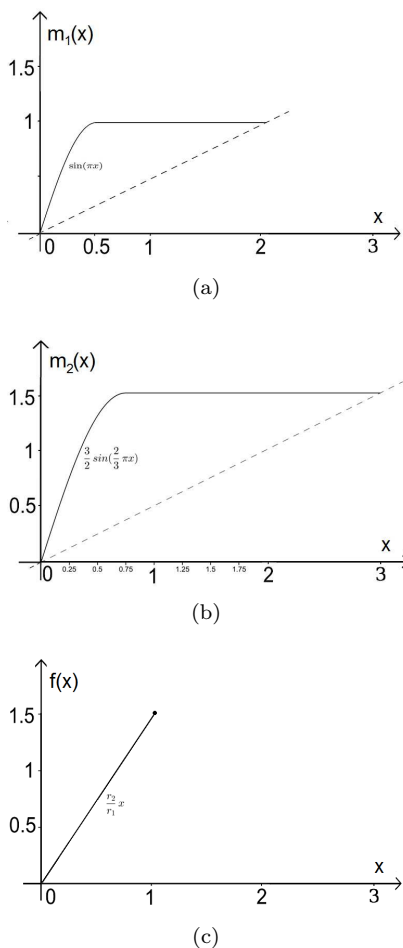 m₁(x)
1.5
1
sin(πx)
x
0 0.5 1 2 3
(a)
m₂(x)
1.5
1
3/2 sin(2/3 πx)
0.5
x
0 0.25 0.5 0.75 1 1.25 1.5 1.75 2 3
(b)
f(x)
1.5
1
r₂/r₁ x
0.5
x
0 1 2 3
(c)